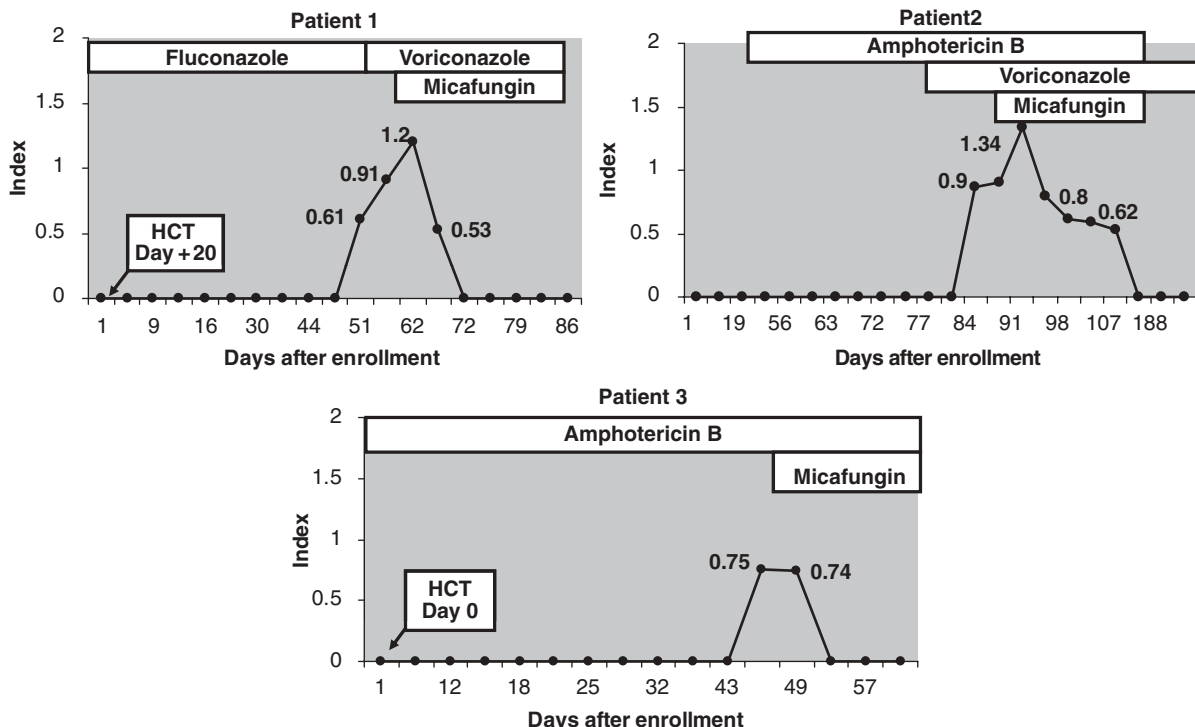 Patient 1
2
Fluconazole
Voriconazole
Micafungin
1.5
1.2
1
0.91
0.61
0.5
0.53
HCT
Day +20
0
1
9
16
30
44
51
62
72
79
86
Index
Days after enrollment
Patient2
2
Amphotericin B
Voriconazole
Micafungin
1.5
1.34
1
0.9
0.8
0.62
0.5
0
1
19
56
63
72
77
84
91
98
107
188
Index
Days after enrollment
Patient 3
2
Amphotericin B
Micafungin
1.5
1
0.75
0.74
HCT
Day 0
0.5
0
1
12
18
25
32
43
49
57
Index
Days after enrollment